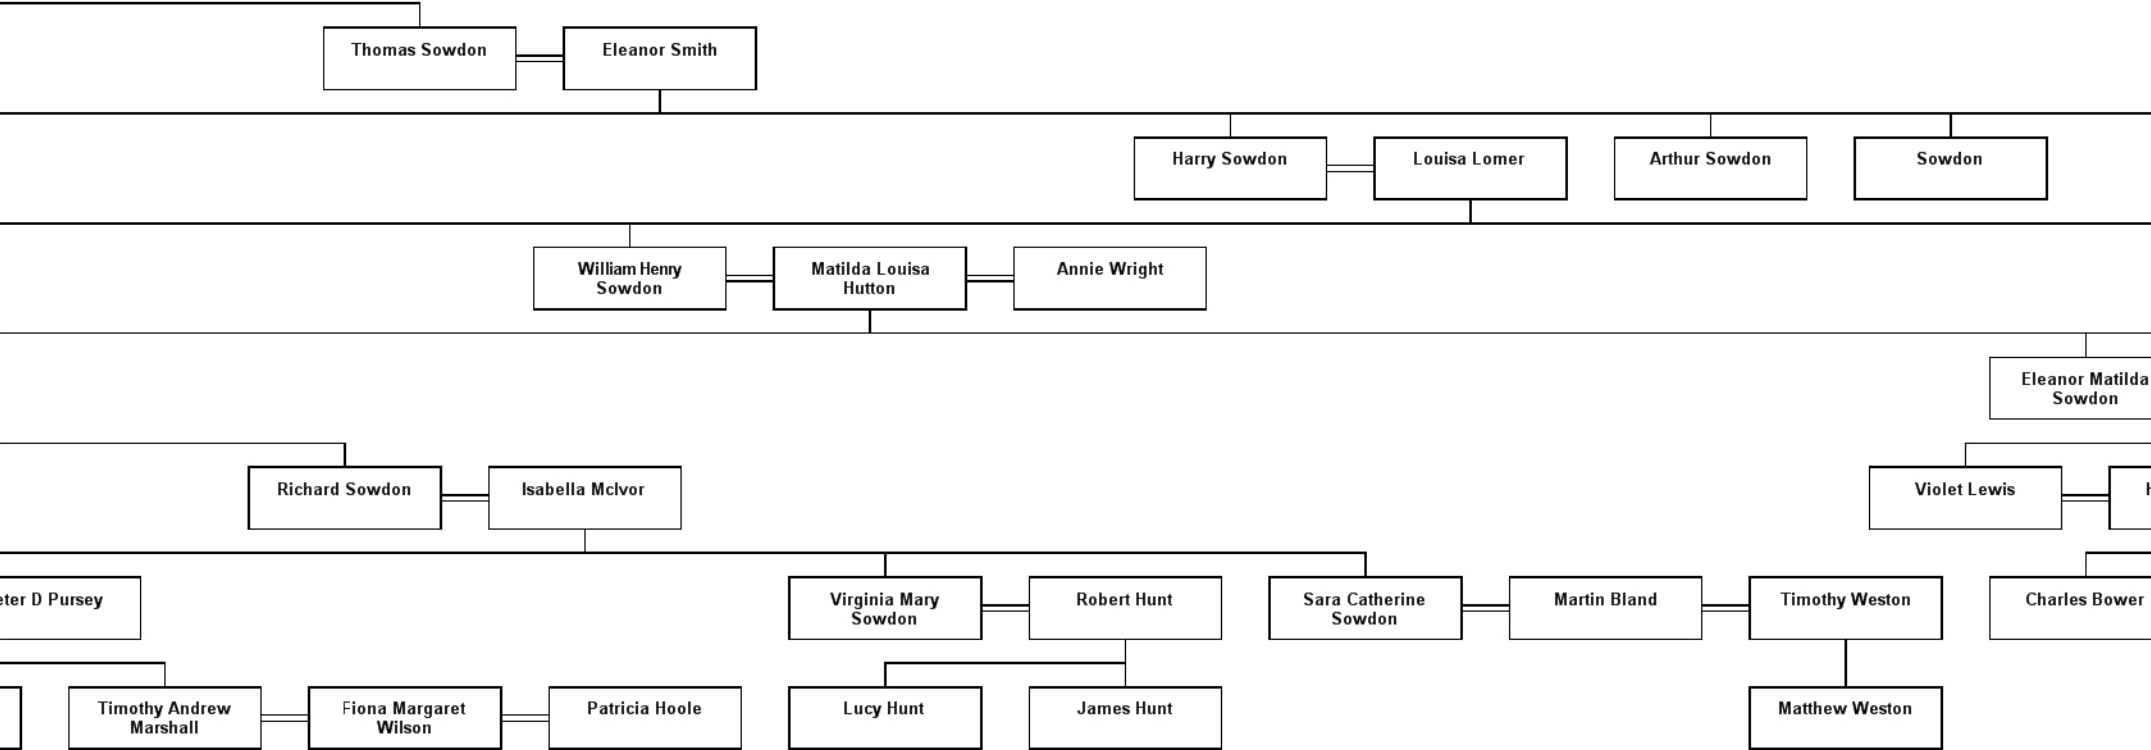 Thomas Sowdon
Eleanor Smith
Harry Sowdon
Louisa Lomer
Arthur Sowdon
Sowdon
William Henry
Sowdon
Matilda Louisa
Hutton
Annie Wright
Eleanor Matilda
Sowdon
Richard Sowdon
Isabella McIvor
Violet Lewis
D Pursey
Virginia Mary
Sowdon
Robert Hunt
Sara Catherine
Sowdon
Martin Bland
Timothy Weston
Charles Bower
Timothy Andrew
Marshall
Fiona Margaret
Wilson
Patricia Hoole
Lucy Hunt
James Hunt
Matthew Weston